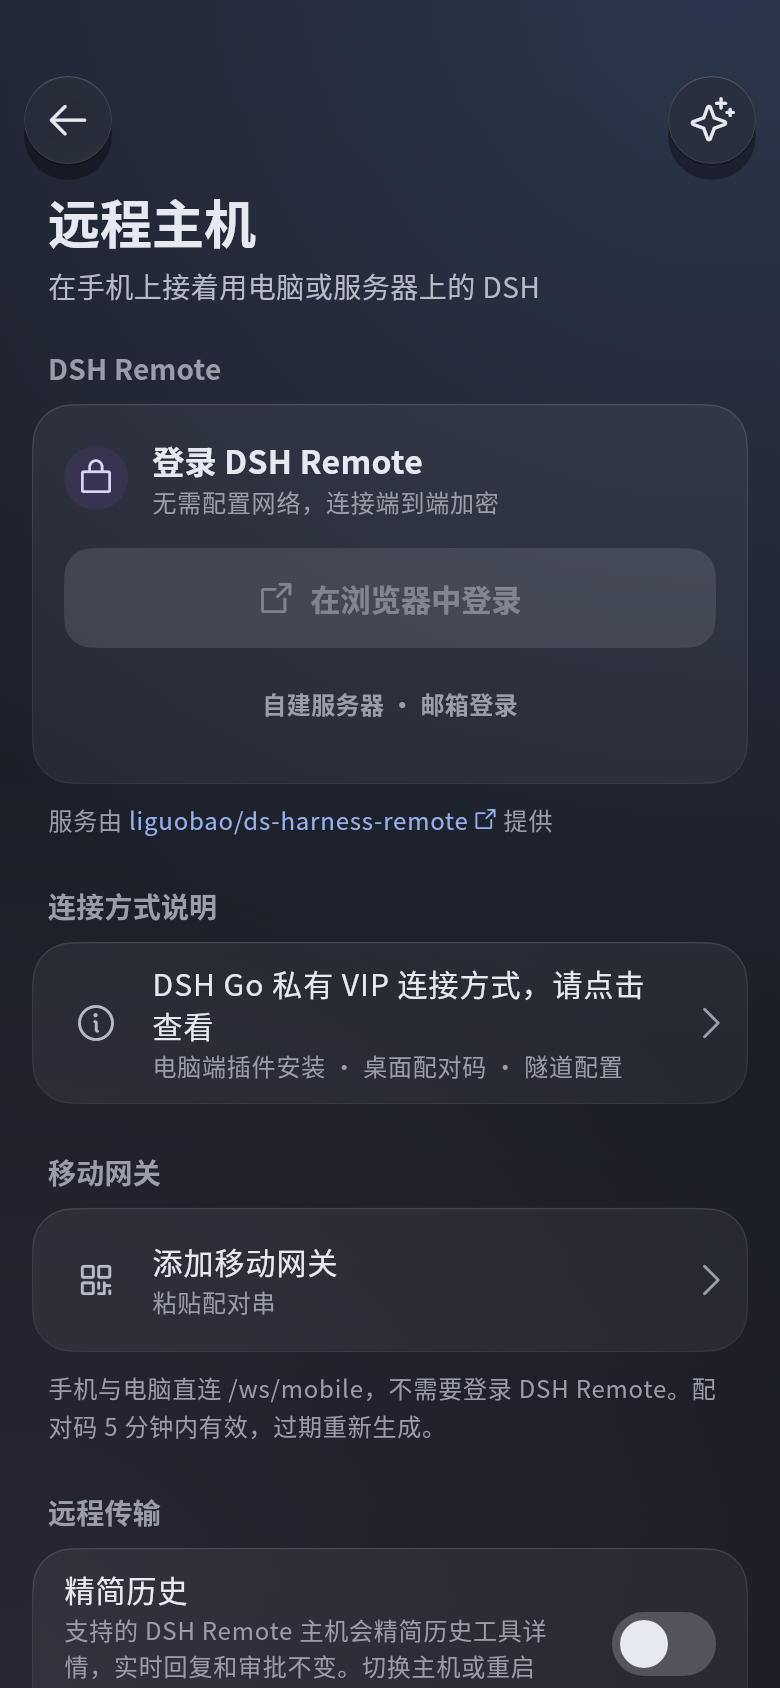 远程主机
在手机上接着用电脑或服务器上的 DSH
DSH Remote
登录 DSH Remote
无需配置网络，连接端到端加密
在浏览器中登录
自建服务器 · 邮箱登录
服务由 liguobao/ds-harness-remote 提供
连接方式说明
DSH Go 私有 VIP 连接方式，请点击
查看
电脑端插件安装 · 桌面配对码 · 隧道配置
移动网关
添加移动网关
粘贴配对串
手机与电脑直连 /ws/mobile，不需要登录 DSH Remote。配
对码 5 分钟内有效，过期重新生成。
远程传输
精简历史
支持的 DSH Remote 主机会精简历史工具详
情，实时回复和审批不变。切换主机或重启